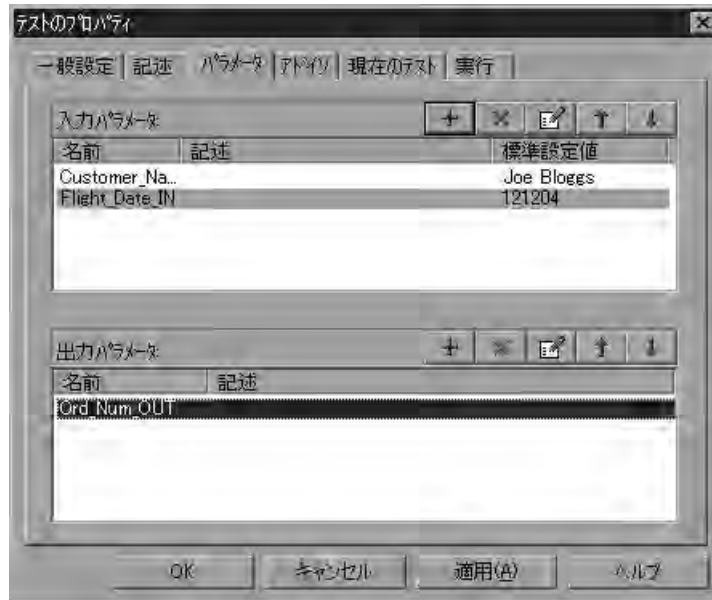 テストのプロパティ
一般設定 記述 パラメータ アドイン 現在のテスト 実行
入力パラメータ:
名前 記述 標準設定値
Customer_Na... Joe Bloggs
Flight_Date_IN 121204
出力パラメータ:
名前 記述
Ord_Num_OUT
OK キャンセル 適用(A) ヘルプ